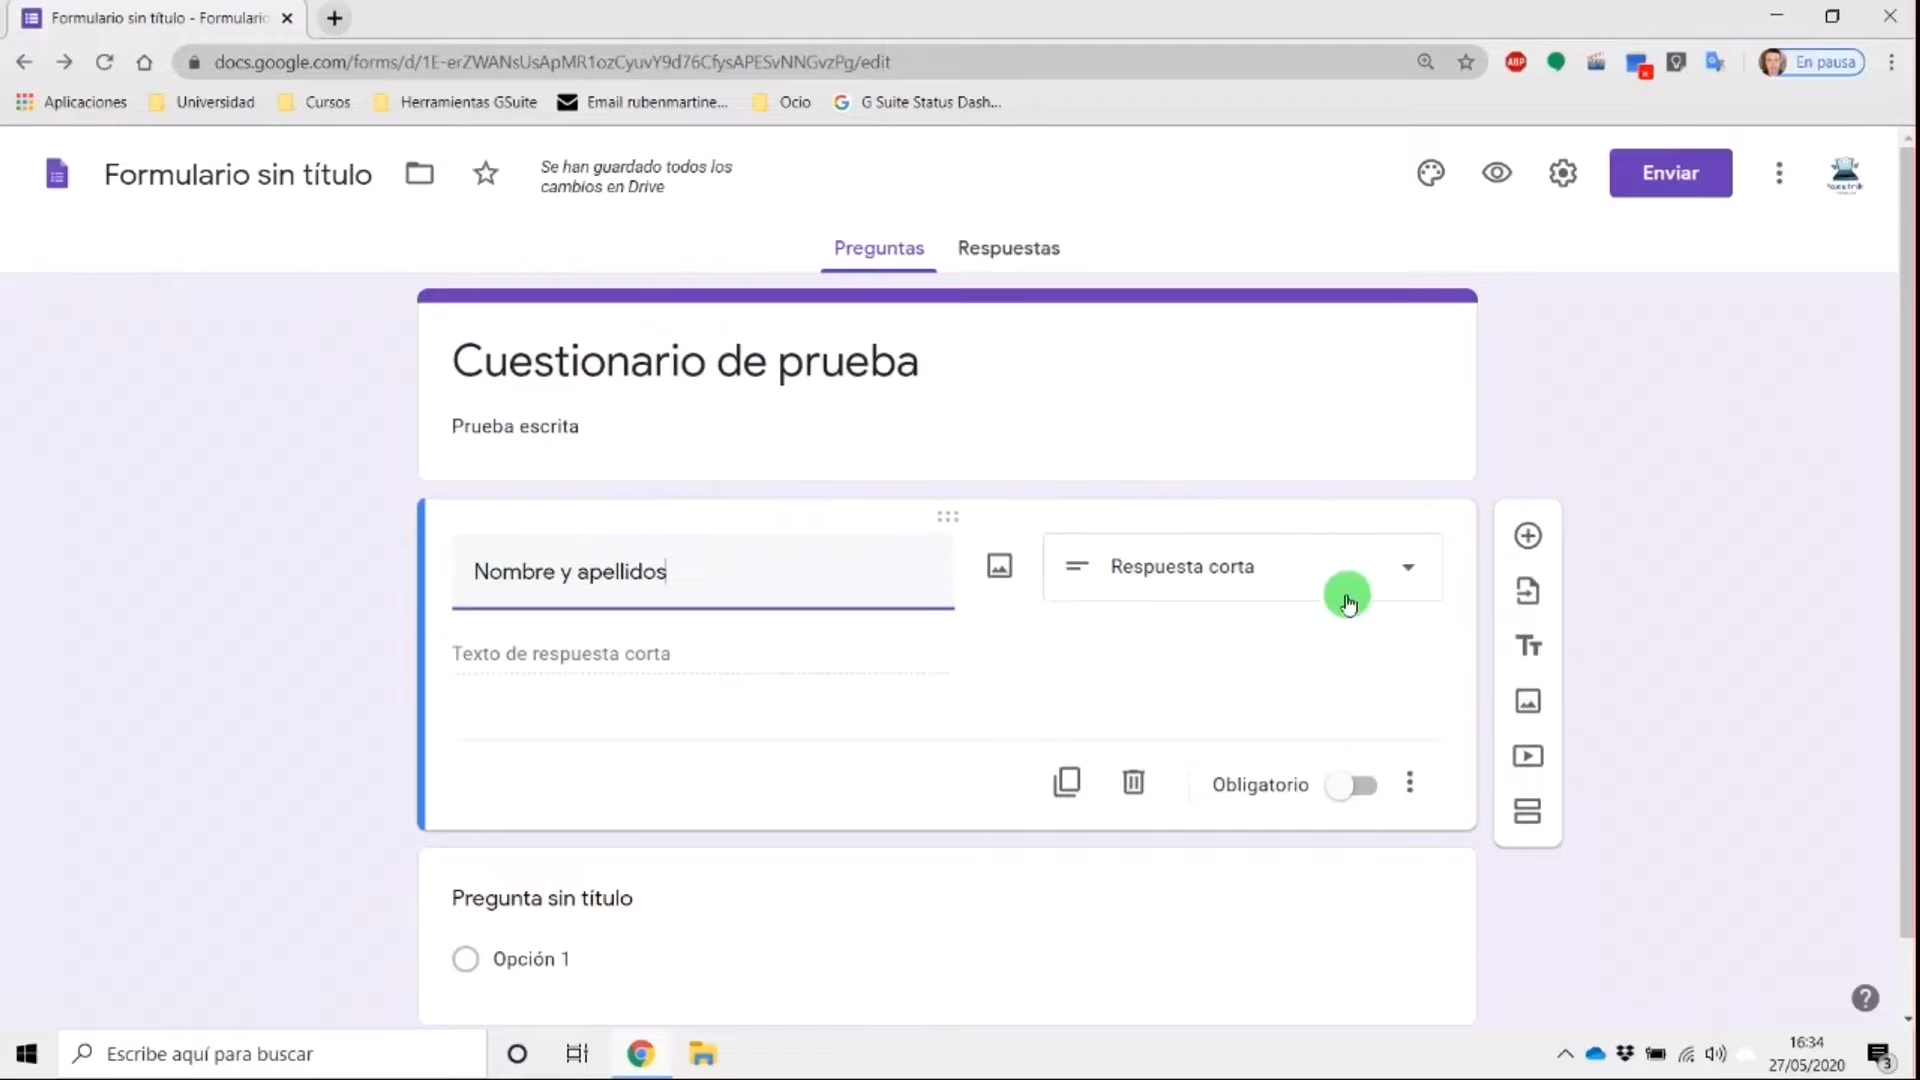 Formulario sin título - Formulario
docs.google.com/forms/d/1E-erZWANsUsApMR1ozCyuvY9d76CfysAPESvNNGvzPg/edit
ABP
En pausa
Aplicaciones
Universidad
Cursos
Herramientas GSuite
Email rubenmartine...
Ocio
G Suite Status Dash...
Formulario sin título
Se han guardado todos los
cambios en Drive
Enviar
Preguntas
Respuestas
Cuestionario de prueba
Prueba escrita
Nombre y apellidos
Respuesta corta
Tt
Texto de respuesta corta
Obligatorio
Pregunta sin título
Opción 1
Escribe aquí para buscar
16:34
27/05/2020
3